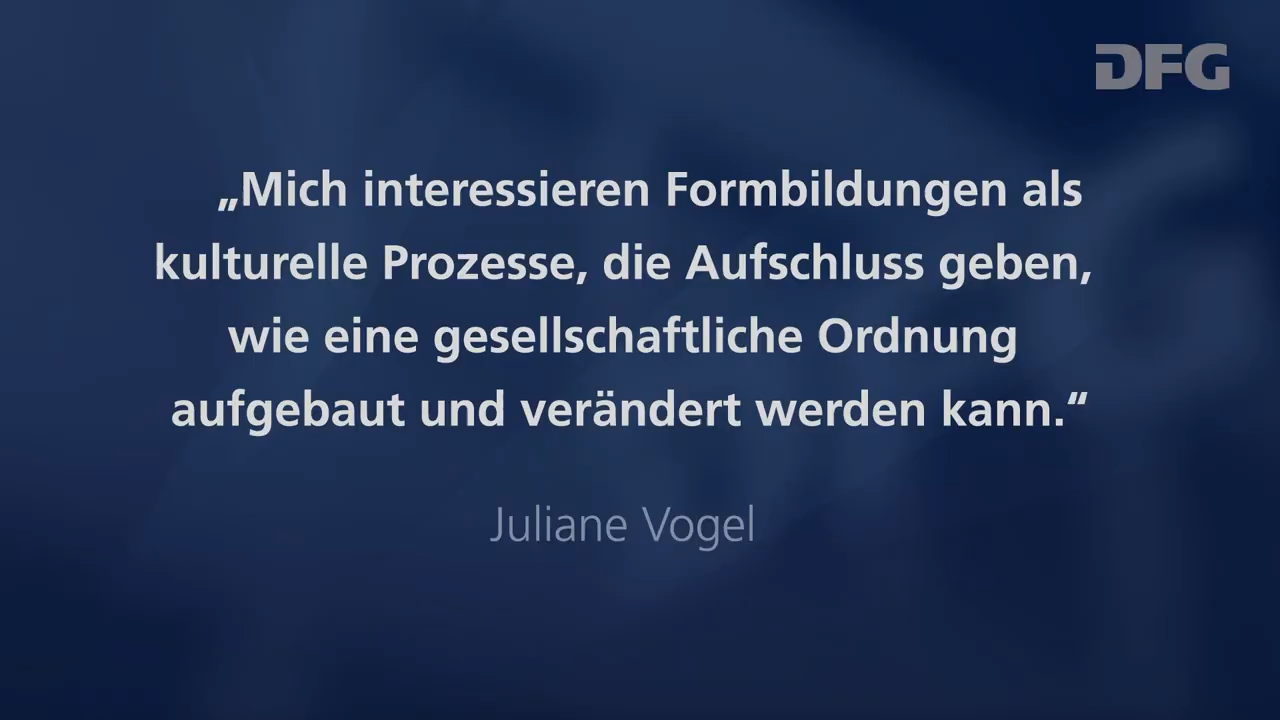 DFG
„Mich interessieren Formbildungen als
kulturelle Prozesse, die Aufschluss geben,
wie eine gesellschaftliche Ordnung
aufgebaut und verändert werden kann.“
Juliane Vogel